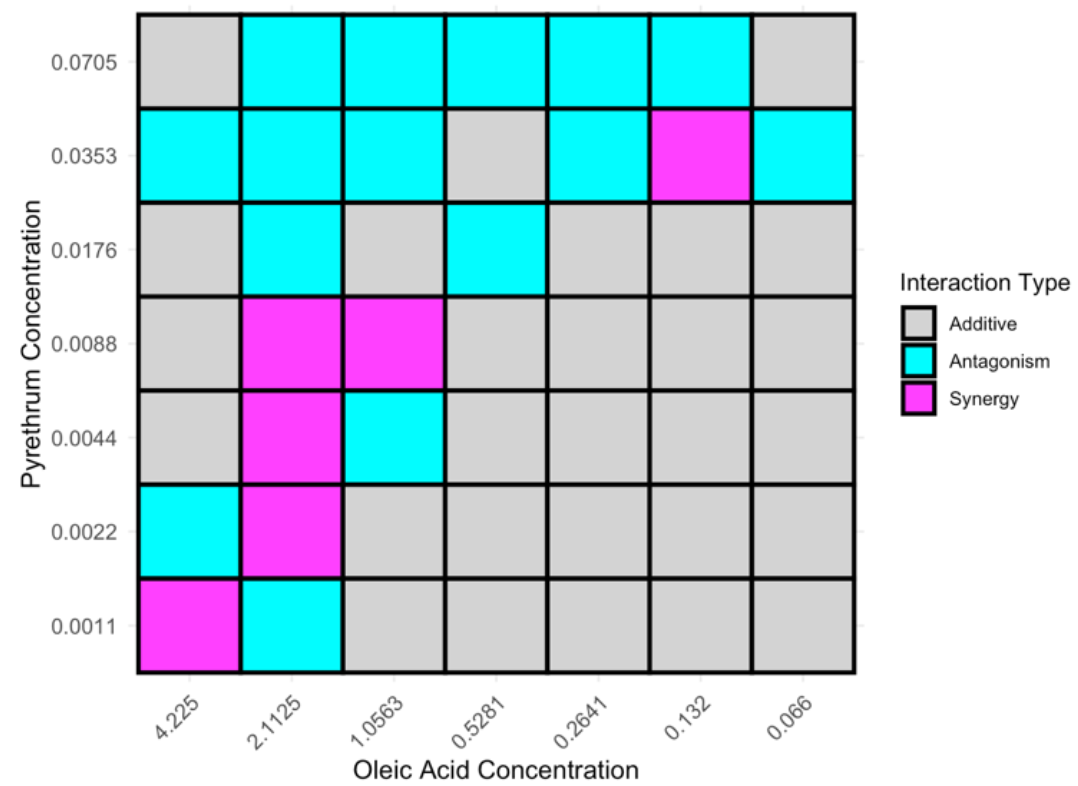 Pyrethrum Concentration
0.0705
0.0353
0.0176
0.0088
0.0044
0.0022
0.0011
4.225
2.1125
1.0563
0.5281
0.2641
0.132
0.066
Oleic Acid Concentration
Interaction Type
Additive
Antagonism
Synergy